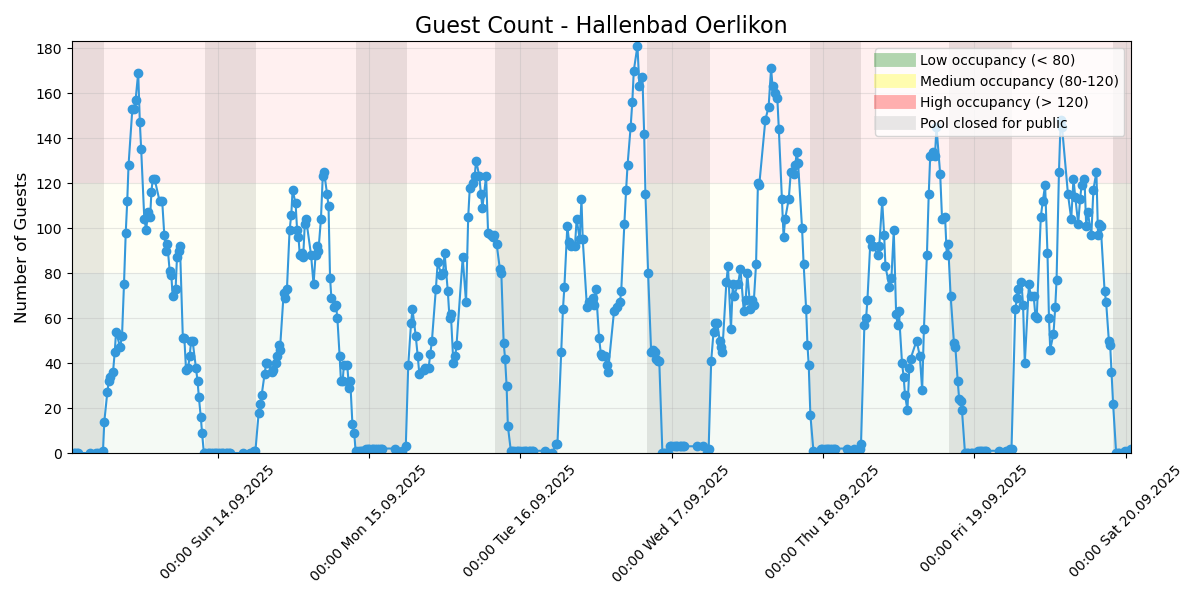 Guest Count - Hallenbad Oerlikon
Number of Guests
180
160
140
120
100
80
60
40
20
0
Low occupancy (< 80)
Medium occupancy (80-120)
High occupancy (> 120)
Pool closed for public
00:00 Sun 14.09.2025
00:00 Mon 15.09.2025
00:00 Tue 16.09.2025
00:00 Wed 17.09.2025
00:00 Thu 18.09.2025
00:00 Fri 19.09.2025
00:00 Sat 20.09.2025